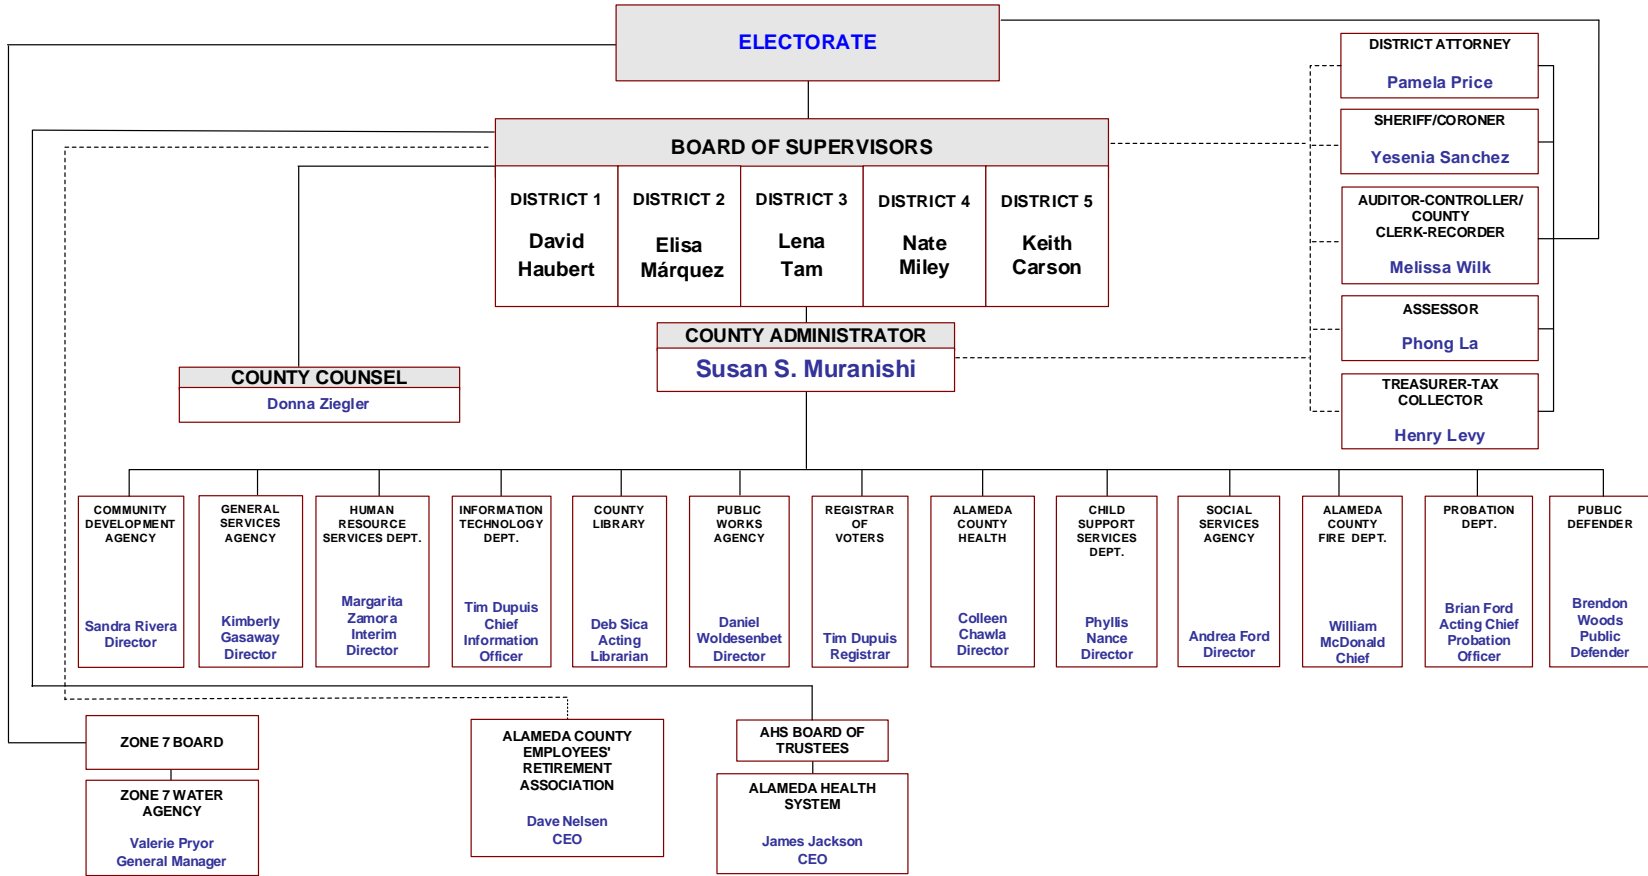 ELECTORATE
DISTRICT ATTORNEY
Pamela Price
SHERIFF/CORONER
Yesenia Sanchez
AUDITOR-CONTROLLER/
COUNTY
CLERK-RECORDER
Melissa Wilk
ASSESSOR
Phong La
TREASURER-TAX
COLLECTOR
Henry Levy
BOARD OF SUPERVISORS
DISTRICT 1
David
Haubert
DISTRICT 2
Elisa
Márquez
DISTRICT 3
Lena
Tam
DISTRICT 4
Nate
Miley
DISTRICT 5
Keith
Carson
COUNTY ADMINISTRATOR
Susan S. Muranishi
COUNTY COUNSEL
Donna Ziegler
COMMUNITY
DEVELOPMENT
AGENCY
Sandra Rivera
Director
GENERAL
SERVICES
AGENCY
Kimberly
Gasaway
Director
HUMAN
RESOURCE
SERVICES DEPT.
Margarita
Zamora
Interim
Director
INFORMATION
TECHNOLOGY
DEPT.
Tim Dupuis
Chief
Information
Officer
COUNTY
LIBRARY
Deb Sica
Acting
Librarian
PUBLIC
WORKS
AGENCY
Daniel
Woldesenbet
Director
REGISTRAR
OF
VOTERS
Tim Dupuis
Registrar
ALAMEDA
COUNTY
HEALTH
Colleen
Chawla
Director
CHILD
SUPPORT
SERVICES
DEPT.
Phyllis
Nance
Director
SOCIAL
SERVICES
AGENCY
Andrea Ford
Director
ALAMEDA
COUNTY
FIRE DEPT.
William
McDonald
Chief
PROBATION
DEPT.
Brian Ford
Acting Chief
Probation
Officer
PUBLIC
DEFENDER
Brendon
Woods
Public
Defender
ZONE 7 BOARD
ZONE 7 WATER
AGENCY
Valerie Pryor
General Manager
ALAMEDA COUNTY
EMPLOYEES'
RETIREMENT
ASSOCIATION
Dave Nelsen
CEO
AHS BOARD OF
TRUSTEES
ALAMEDA HEALTH
SYSTEM
James Jackson
CEO